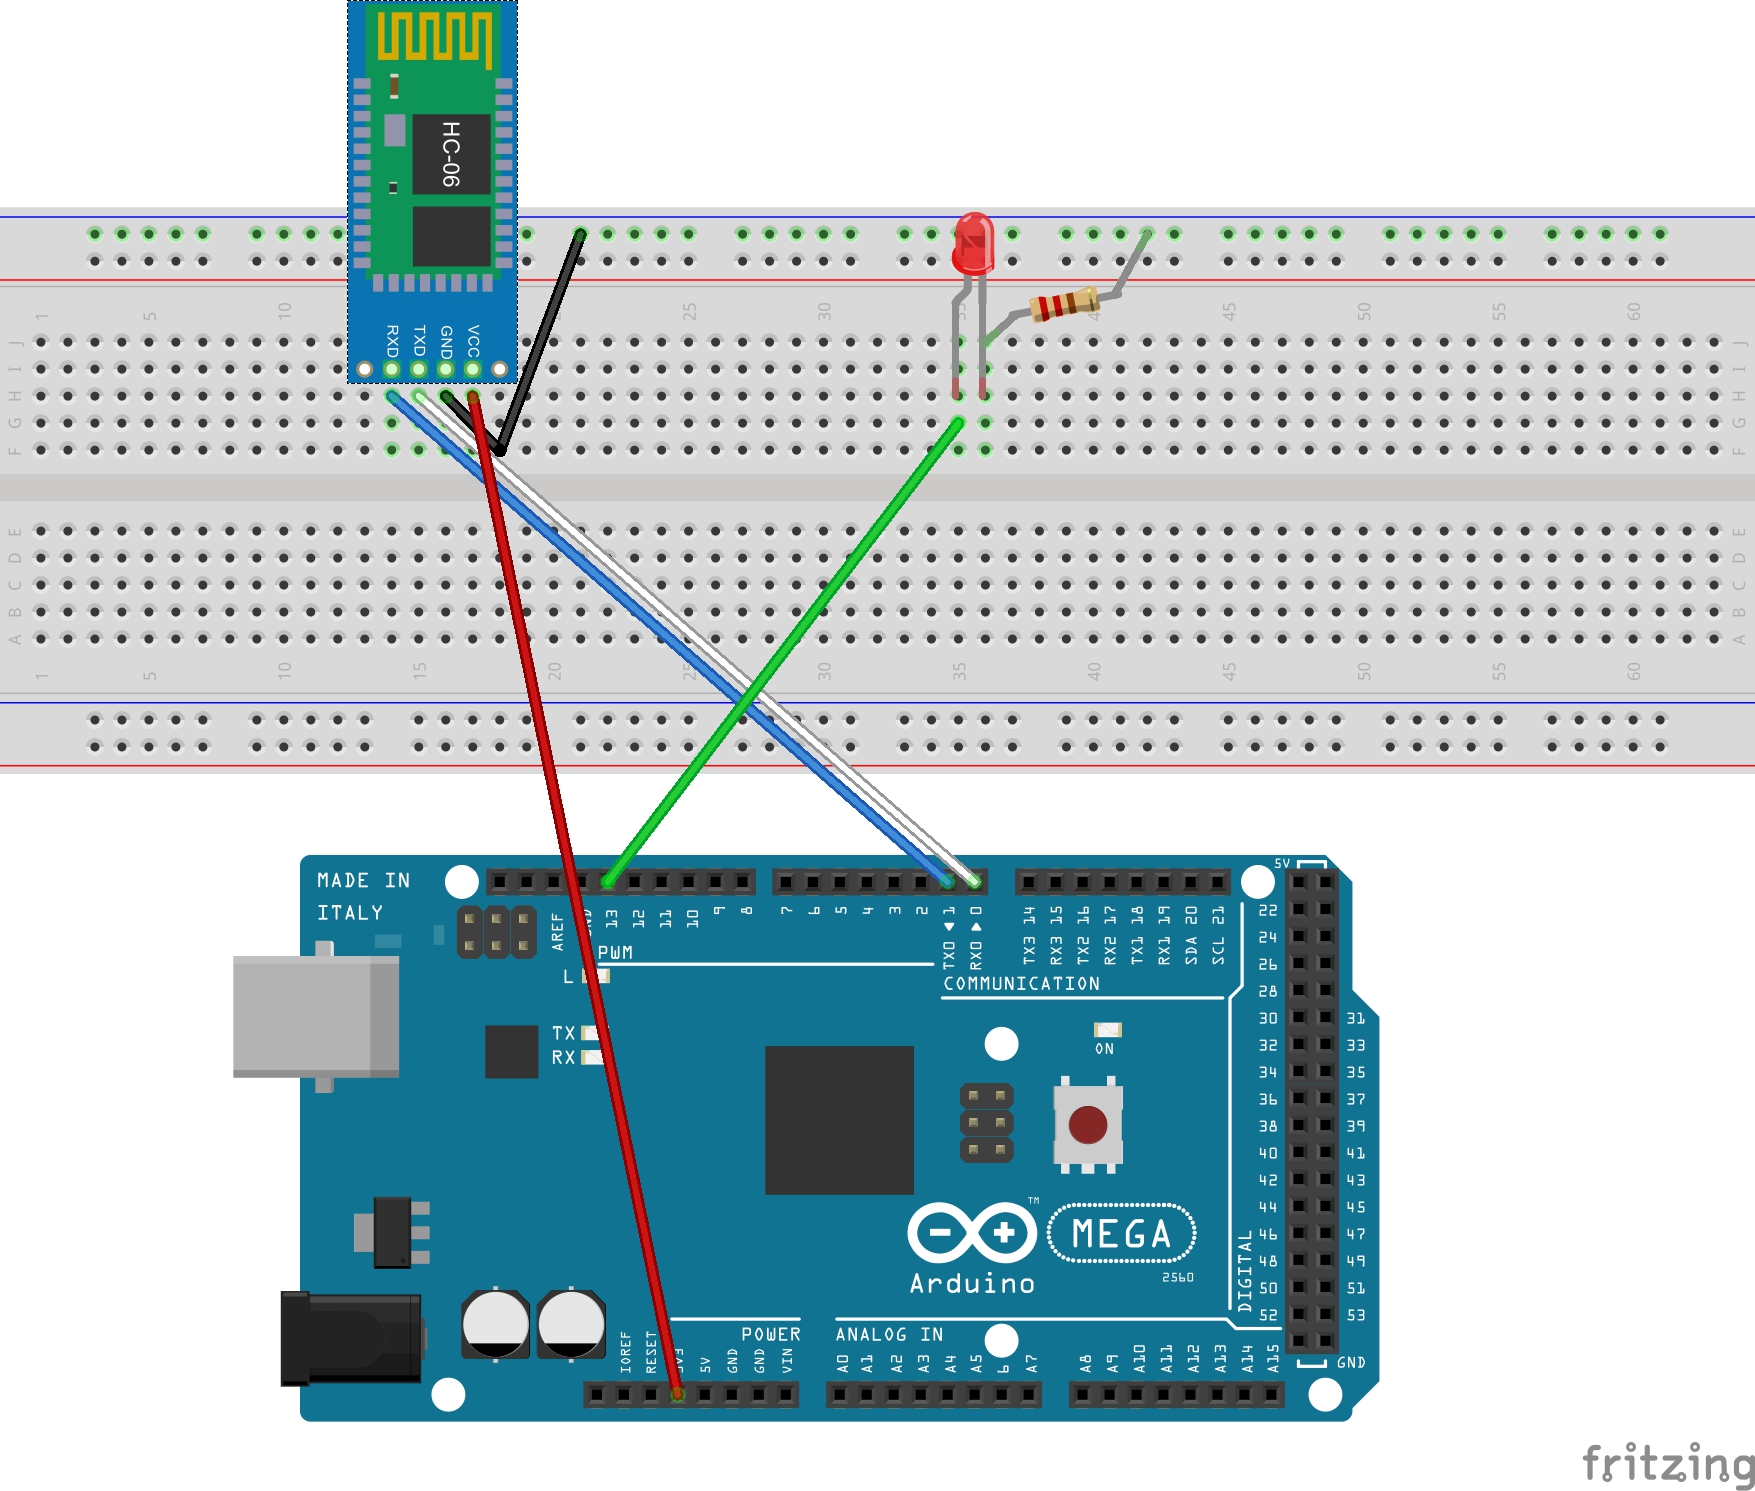 HC-06
RXD TXD GND VCC
1 5 10 25 30 35 40 45 50 55 60
J J
I I
H H
G G
F F
E E
D D
C C
B B
A A
1 5 10 15 20 25 30 35 40 45 50 55 60
MADE IN
ITALY
5V
AREF 13 12 11 10 9 8 7 6 5 4 3 2 1 0 TX3 14 RX3 15 TX2 16 RX2 17 TX1 18 RX1 19 SDA 20 SCL 21
TX0 RX0
PWM
L
COMMUNICATION
TX
RX
ON
22
24
26
28
30 31
32 33
34 35
36 37
38 39
40 41
42 43
44 45
46 47
48 49
50 51
52 53
DIGITAL
TM
MEGA
2560
Arduino
POWER
ANALOG IN
IOREF RESET 5V GND GND VIN A0 A1 A2 A3 A4 A5 6 A7 A8 A9 A10 A11 A12 A13 A14 A15
GND
fritzing